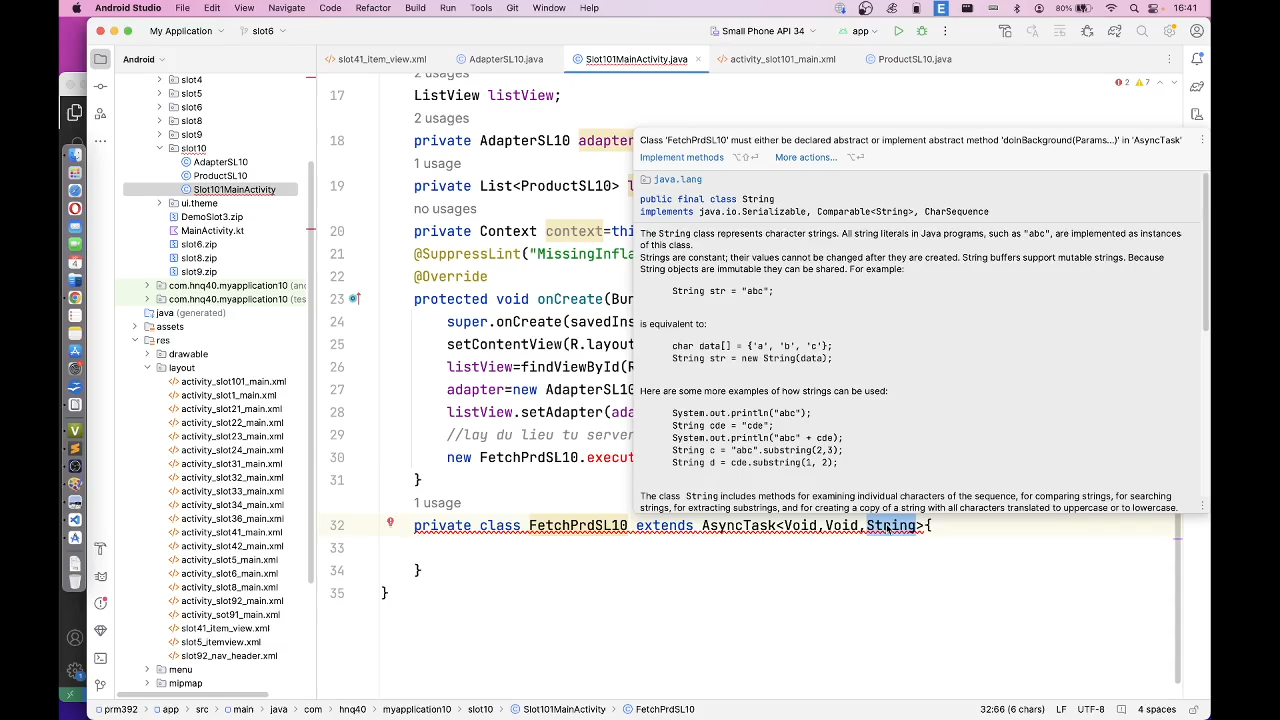 Android Studio File Edit View Navigate Code Refactor Build Run Tools Git Window Help E 80% 16:41
My Application slot6 Small Phone API 34 app
Android slot41_item_view.xml AdapterSL10.java Slot101MainActivity.java activity_slot101_main.xml ProductSL10.java
slot4
slot5
slot6
slot8
slot9
slot10
AdapterSL10
ProductSL10
Slot101MainActivity
ui.theme
DemoSlot3.zip
MainActivity.kt
slot6.zip
slot8.zip
slot9.zip
com.hnq40.myapplication10 (an
com.hnq40.myapplication10 (tes
java (generated)
assets
res
drawable
layout
activity_slot101_main.xml
activity_slot1_main.xml
activity_slot21_main.xml
activity_slot22_main.xml
activity_slot23_main.xml
activity_slot24_main.xml
activity_slot31_main.xml
activity_slot32_main.xml
activity_slot33_main.xml
activity_slot34_main.xml
activity_slot36_main.xml
activity_slot41_main.xml
activity_slot42_main.xml
activity_slot5_main.xml
activity_slot6_main.xml
activity_slot8_main.xml
activity_slot92_main.xml
activity_sot91_main.xml
slot41_item_view.xml
slot5_itemview.xml
slot92_nav_header.xml
menu
mipmap
2 7
2 usages
17 ListView listView;
2 usages
18 private AdapterSL10 adapter
1 usage
19 private List<ProductSL10> l
no usages
20 private Context context=thi
21 @SuppressLint("MissingInfla
22 @Override
23 protected void onCreate(Bun
24 super.onCreate(savedIns
25 setContentView(R.layou
26 listView=findViewById(R
27 adapter=new AdapterSL10
28 listView.setAdapter(ada
29 //lay du lieu tu server
30 new FetchPrdSL10.execut
31 }
1 usage
32 private class FetchPrdSL10 extends AsyncTask<Void,Void,String>{
33
34 }
35 }
Class 'FetchPrdSL10' must either be declared abstract or implement abstract method 'doInBackground(Params...)' in 'AsyncTask'
Implement methods ⌥⇧⏎ More actions... ⌥⏎
java.lang
public final class String
implements java.io.Serializable, Comparable<String>, CharSequence
The String class represents character strings. All string literals in Java programs, such as "abc", are implemented as instances
of this class.
Strings are constant; their values cannot be changed after they are created. String buffers support mutable strings. Because
String objects are immutable they can be shared. For example:
String str = "abc";
is equivalent to:
char data[] = {'a', 'b', 'c'};
String str = new String(data);
Here are some more examples of how strings can be used:
System.out.println("abc");
String cde = "cde";
System.out.println("abc" + cde);
String c = "abc".substring(2,3);
String d = cde.substring(1, 2);
The class String includes methods for examining individual characters of the sequence, for comparing strings, for searching
strings, for extracting substrings, and for creating a copy of a string with all characters translated to uppercase or to lowercase.
prm392 app src main java com hnq40 myapplication10 slot10 Slot101MainActivity FetchPrdSL10 32:66 (6 chars) LF UTF-8 4 spaces